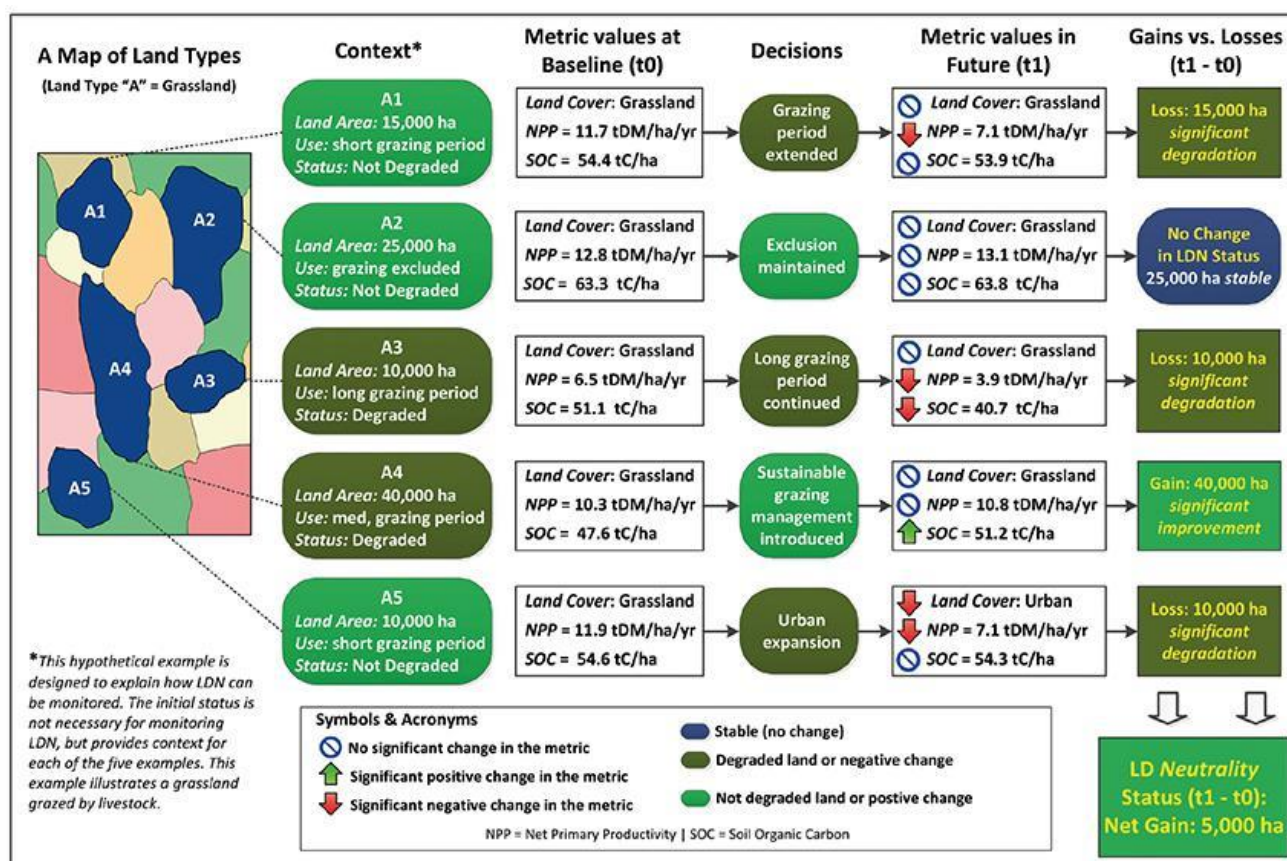 A Map of Land Types
(Land Type “A” = Grassland)
Context*
Metric values at
Baseline (t0)
Decisions
Metric values in
Future (t1)
Gains vs. Losses
(t1 - t0)
A1
A2
A4
A3
A5
A1
Land Area: 15,000 ha
Use: short grazing period
Status: Not Degraded
Land Cover: Grassland
NPP = 11.7 tDM/ha/yr
SOC = 54.4 tC/ha
Grazing
period
extended
Land Cover: Grassland
NPP = 7.1 tDM/ha/yr
SOC = 53.9 tC/ha
Loss: 15,000 ha
significant
degradation
A2
Land Area: 25,000 ha
Use: grazing excluded
Status: Not Degraded
Land Cover: Grassland
NPP = 12.8 tDM/ha/yr
SOC = 63.3 tC/ha
Exclusion
maintained
Land Cover: Grassland
NPP = 13.1 tDM/ha/yr
SOC = 63.8 tC/ha
No Change
in LDN Status
25,000 ha stable
A3
Land Area: 10,000 ha
Use: long grazing period
Status: Degraded
Land Cover: Grassland
NPP = 6.5 tDM/ha/yr
SOC = 51.1 tC/ha
Long grazing
period
continued
Land Cover: Grassland
NPP = 3.9 tDM/ha/yr
SOC = 40.7 tC/ha
Loss: 10,000 ha
significant
degradation
A4
Land Area: 40,000 ha
Use: med, grazing period
Status: Degraded
Land Cover: Grassland
NPP = 10.3 tDM/ha/yr
SOC = 47.6 tC/ha
Sustainable
grazing
management
introduced
Land Cover: Grassland
NPP = 10.8 tDM/ha/yr
SOC = 51.2 tC/ha
Gain: 40,000 ha
significant
improvement
A5
Land Area: 10,000 ha
Use: short grazing period
Status: Not Degraded
Land Cover: Grassland
NPP = 11.9 tDM/ha/yr
SOC = 54.6 tC/ha
Urban
expansion
Land Cover: Urban
NPP = 7.1 tDM/ha/yr
SOC = 54.3 tC/ha
Loss: 10,000 ha
significant
degradation
*This hypothetical example is
designed to explain how LDN can
be monitored. The initial status is
not necessary for monitoring
LDN, but provides context for
each of the five examples. This
example illustrates a grassland
grazed by livestock.
Symbols & Acronyms
No significant change in the metric
Significant positive change in the metric
Significant negative change in the metric
Stable (no change)
Degraded land or negative change
Not degraded land or postive change
NPP = Net Primary Productivity | SOC = Soil Organic Carbon
LD Neutrality
Status (t1 - t0):
Net Gain: 5,000 ha